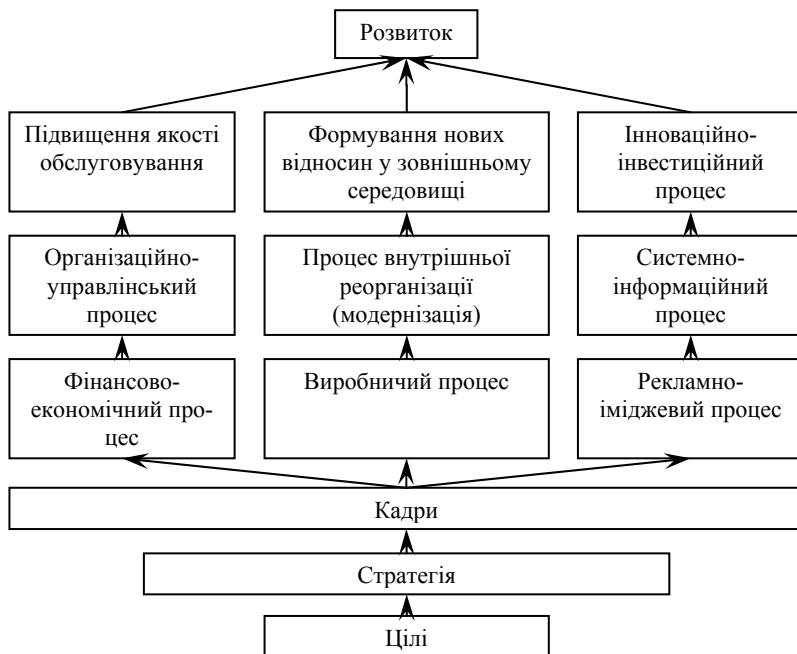 Розвиток
Підвищення якості
обслуговування
Формування нових
відносин у зовнішньому
середовищі
Інноваційно-
інвестиційний
процес
Організаційно-
управлінський
процес
Процес внутрішньої
реорганізації
(модернізація)
Системно-
інформаційний
процес
Фінансово-
економічний про-
цес
Виробничий процес
Рекламно-
іміджевий процес
Кадри
Стратегія
Цілі